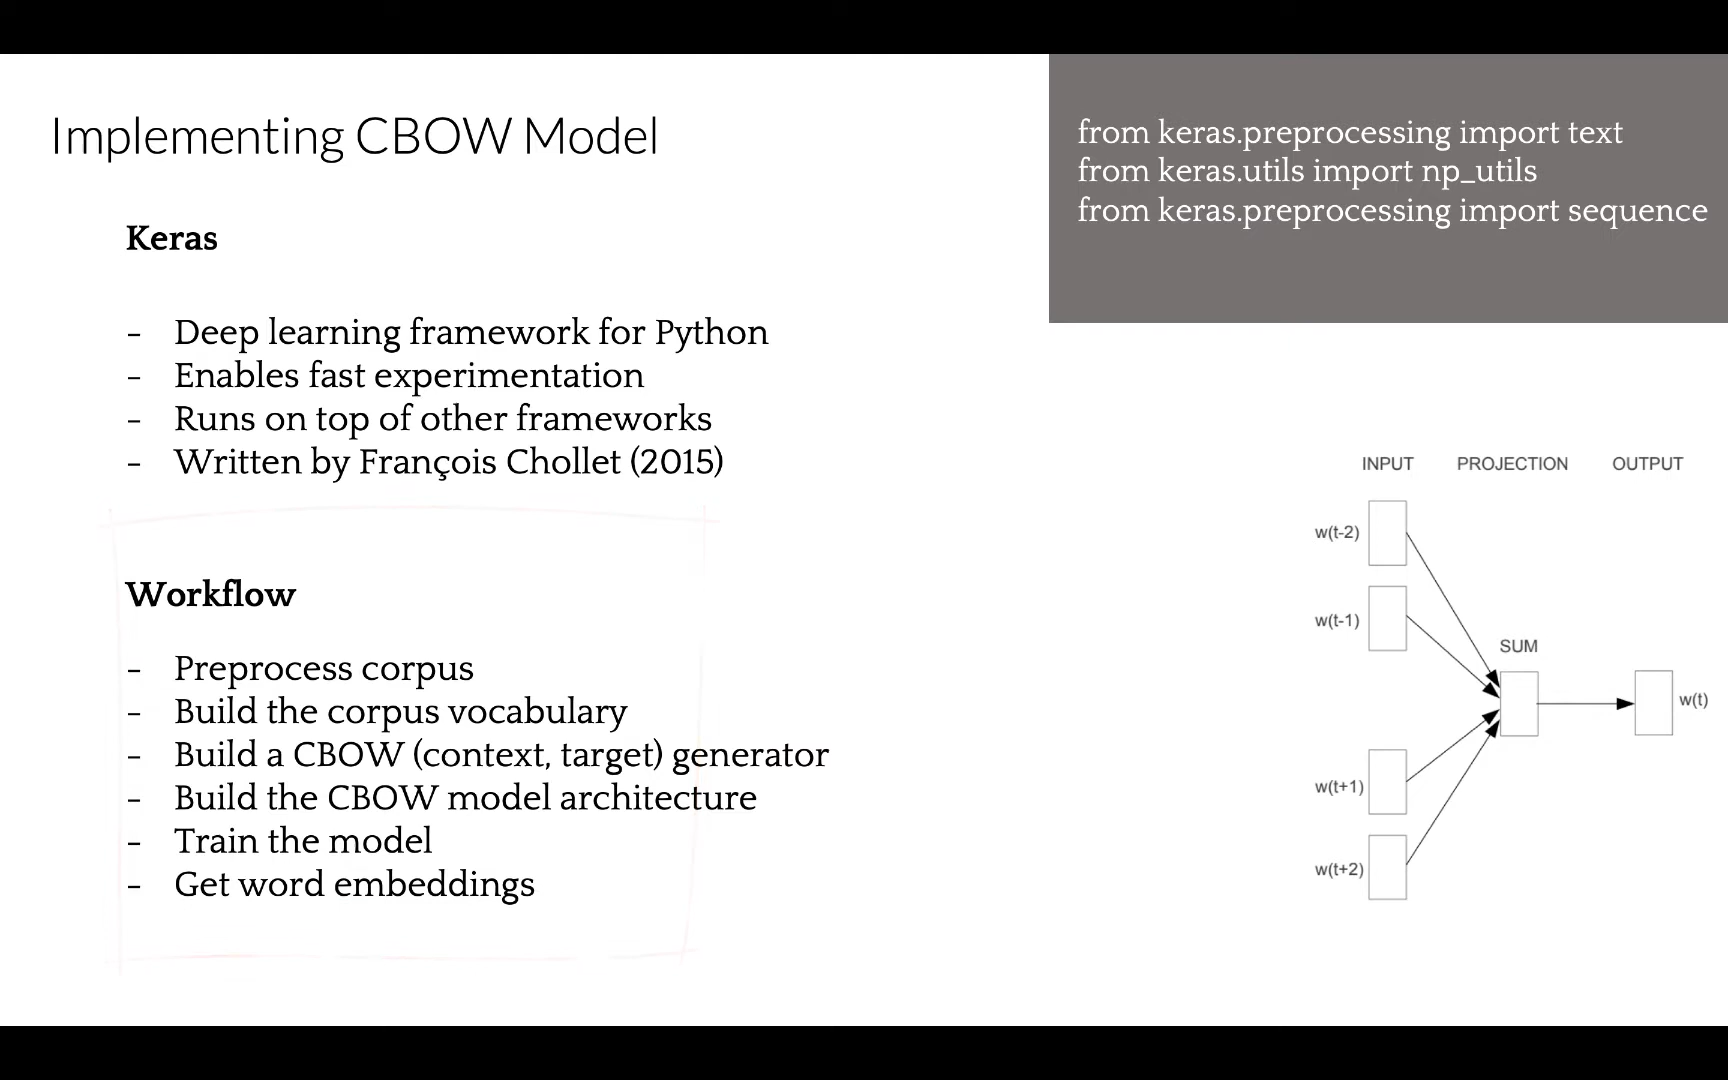 Implementing CBOW Model
Keras
- Deep learning framework for Python
- Enables fast experimentation
- Runs on top of other frameworks
- Written by François Chollet (2015)
Workflow
- Preprocess corpus
- Build the corpus vocabulary
- Build a CBOW (context, target) generator
- Build the CBOW model architecture
- Train the model
- Get word embeddings
from keras.preprocessing import text
from keras.utils import np_utils
from keras.preprocessing import sequence
INPUT PROJECTION OUTPUT
w(t-2)
w(t-1)
SUM
w(t)
w(t+1)
w(t+2)